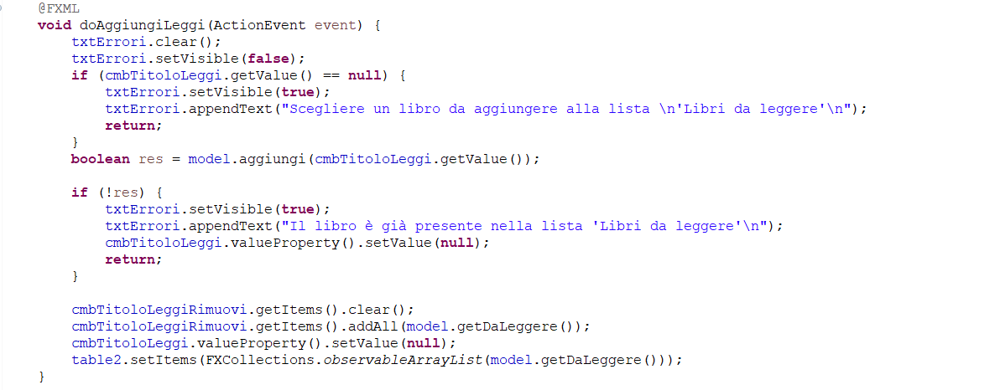 @FXML
void doAggiungiLeggi(ActionEvent event) {
txtErrori.clear();
txtErrori.setVisible(false);
if (cmbTitoloLeggi.getValue() == null) {
txtErrori.setVisible(true);
txtErrori.appendText("Scegliere un libro da aggiungere alla lista \n'Libri da leggere'\n");
return;
}
boolean res = model.aggiungi(cmbTitoloLeggi.getValue());
if (!res) {
txtErrori.setVisible(true);
txtErrori.appendText("Il libro è già presente nella lista 'Libri da leggere'\n");
cmbTitoloLeggi.valueProperty().setValue(null);
return;
}
cmbTitoloLeggiRimuovi.getItems().clear();
cmbTitoloLeggiRimuovi.getItems().addAll(model.getDaLeggere());
cmbTitoloLeggi.valueProperty().setValue(null);
table2.setItems(FXCollections.observableArrayList(model.getDaLeggere()));
}